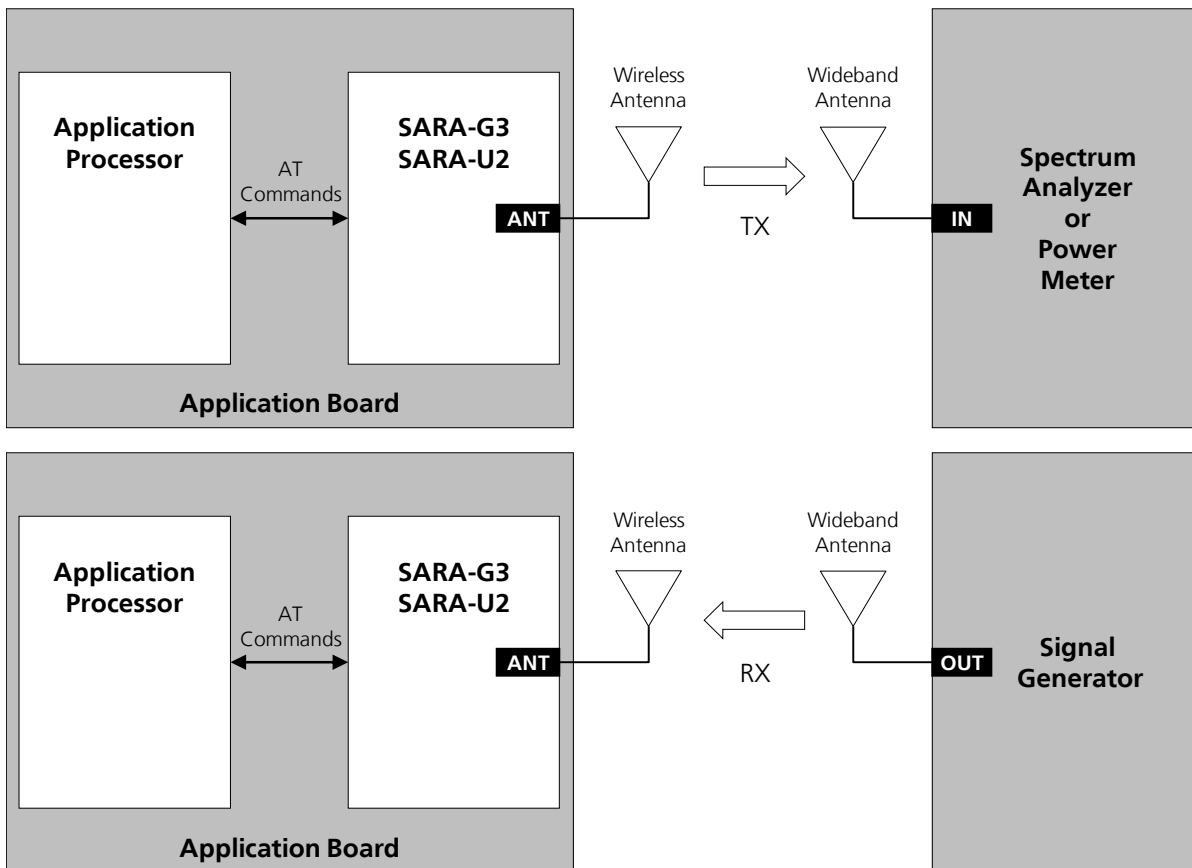 Application
Processor
AT
Commands
SARA-G3
SARA-U2
ANT
Application Board
Wireless
Antenna
TX
Wideband
Antenna
IN
Spectrum
Analyzer
or
Power
Meter
Application
Processor
AT
Commands
SARA-G3
SARA-U2
ANT
Application Board
Wireless
Antenna
RX
Wideband
Antenna
OUT
Signal
Generator